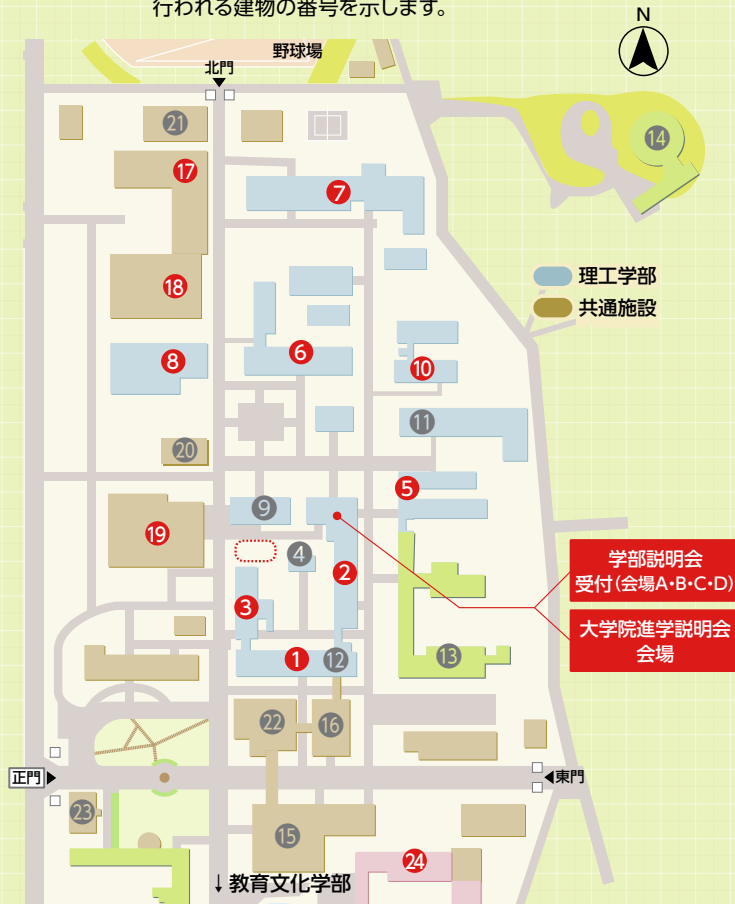 行われる建物の番号を示します。
N
野球場
北門
21
14
17
7
理工学部
18
共通施設
6
8
10
11
20
5
9
19
学部説明会
受付(会場A・B・C・D)
4
2
3
大学院進学説明会
会場
1
12
13
22
16
正門
東門
23
15
24
↓教育文化学部